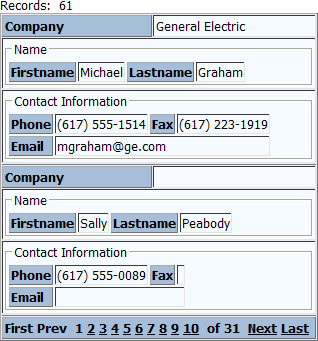 Records: 61
Company General Electric
Name
Firstname Michael Lastname Graham
Contact Information
Phone (617) 555-1514 Fax (617) 223-1919
Email mgraham@ge.com
Company
Name
Firstname Sally Lastname Peabody
Contact Information
Phone (617) 555-0089 Fax
Email
First Prev 1 2 3 4 5 6 7 8 9 10 of 31 Next Last